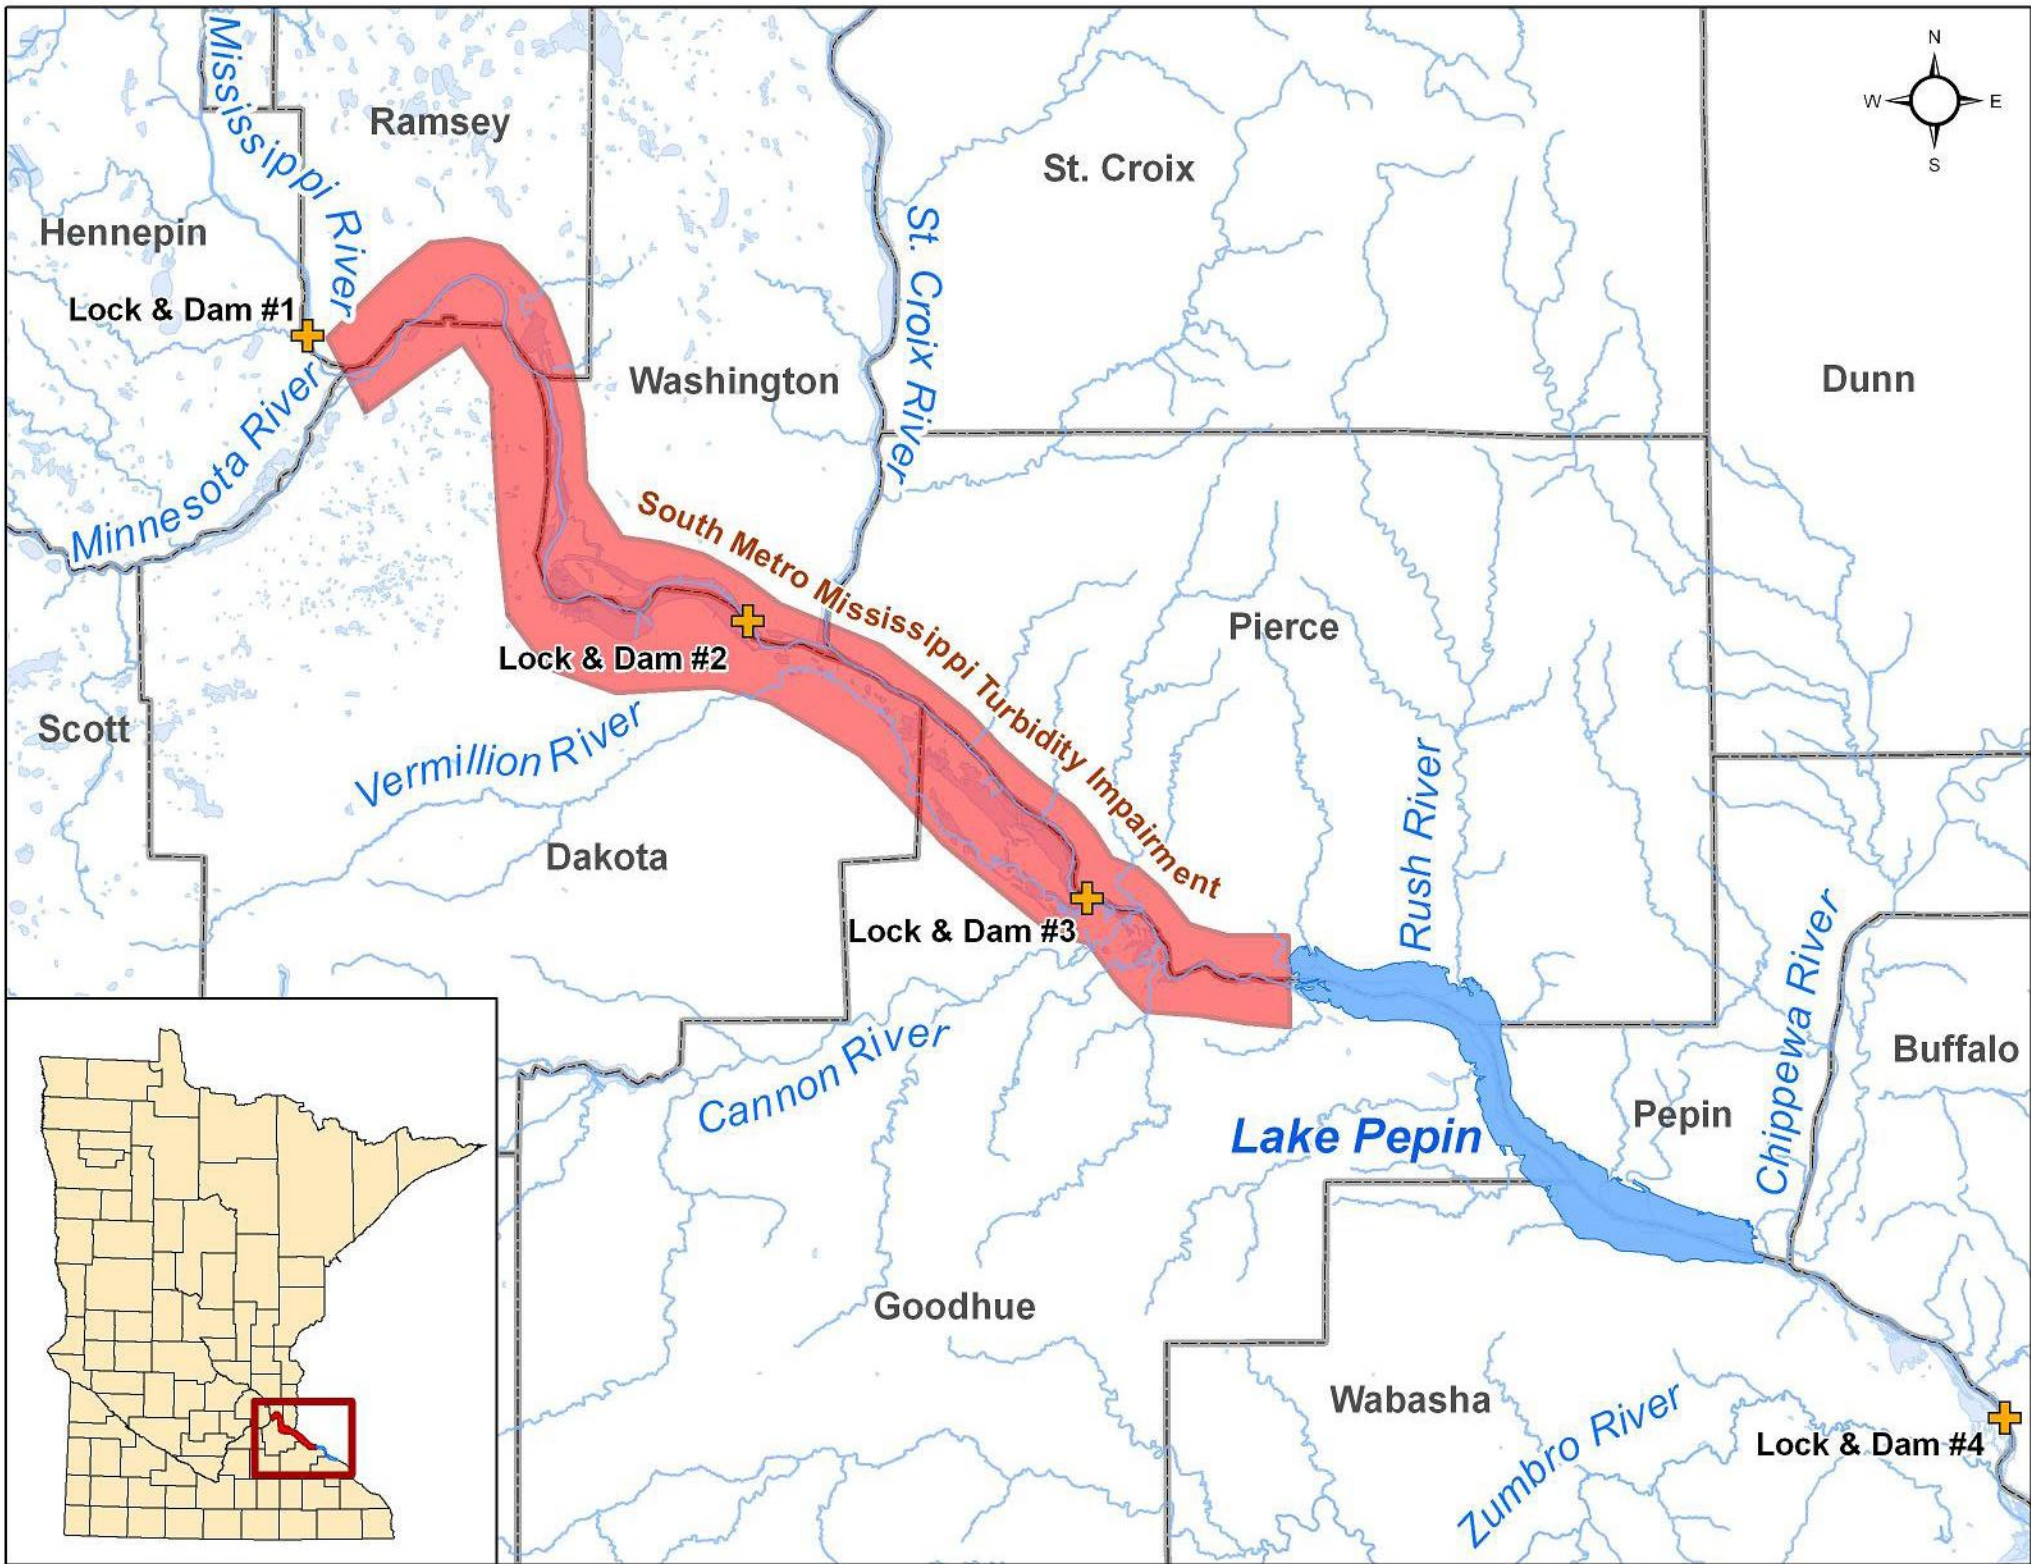 Mississippi River
N
W
E
S
Ramsey
St. Croix
Hennepin
St. Croix River
Lock & Dam #1
Washington
Dunn
Minnesota River
South Metro Mississippi Turbidity Impairment
Pierce
Lock & Dam #2
Scott
Vermillion River
Rush River
Dakota
Lock & Dam #3
Chippewa River
Cannon River
Buffalo
Lake Pepin
Pepin
Goodhue
Wabasha
Zumbro River
Lock & Dam #4